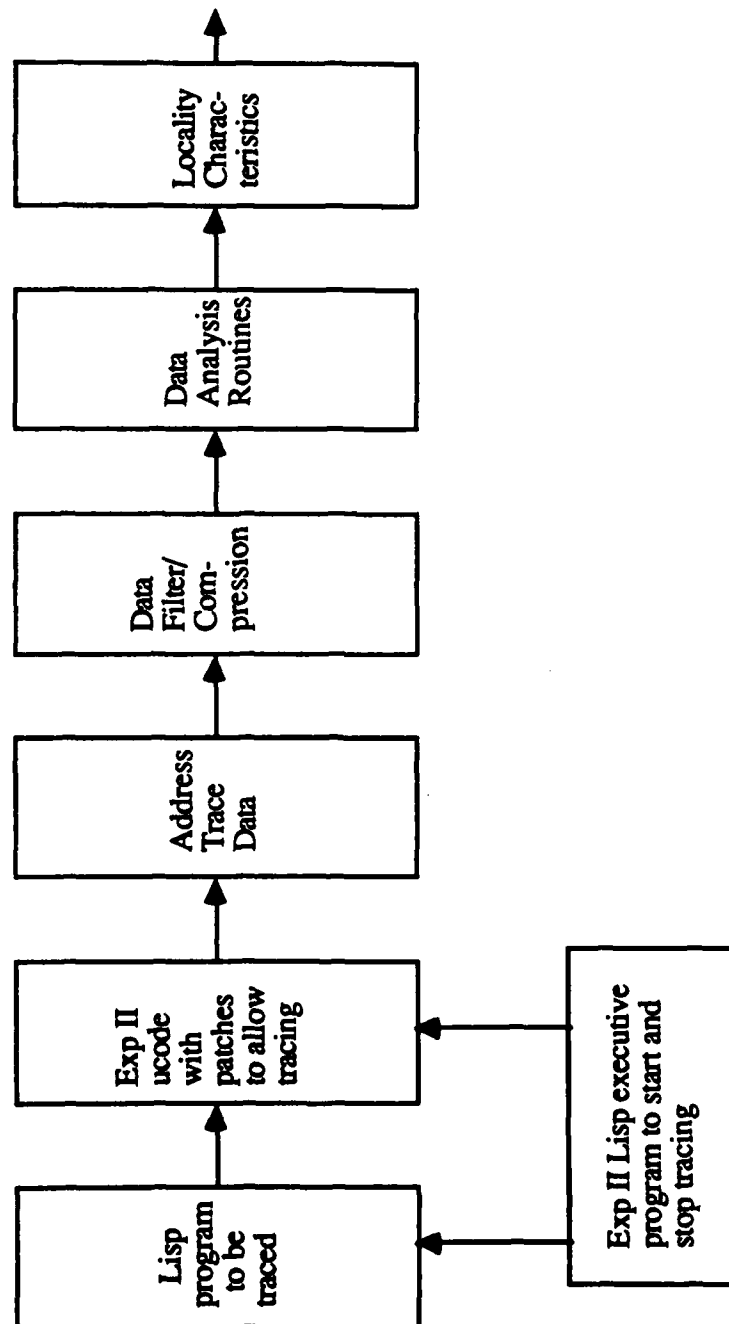 Lisp
program
to be
traced
Exp II
ucode
with
patches
to allow
tracing
Address
Trace
Data
Data
Filter/
Com-
pression
Data
Analysis
Routines
Locality
Charac-
teristics
Exp II Lisp executive
program to start and
stop tracing